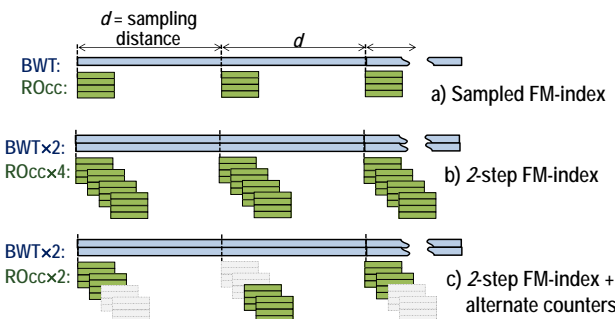 d = sampling
distance
d
BWT:
ROcc:
a) Sampled FM-index
BWT×2:
ROcc×4:
b) 2-step FM-index
BWT×2:
ROcc×2:
c) 2-step FM-index +
alternate counters